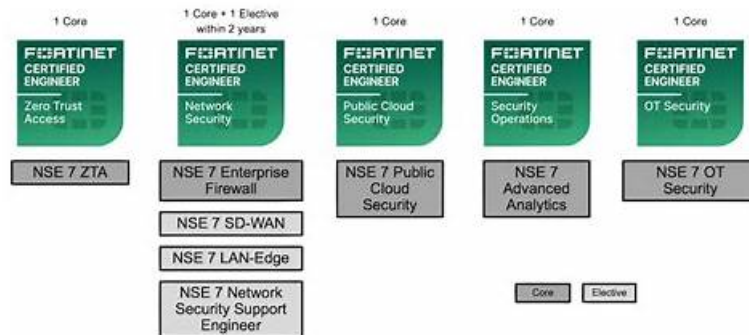 1 Core
1 Core + 1 Elective
within 2 years
1 Core
1 Core
1 Core
FORTINET
CERTIFIED
ENGINEER
Zero Trust
Access
FORTINET
CERTIFIED
ENGINEER
Network
Security
FORTINET
CERTIFIED
ENGINEER
Public Cloud
Security
FORTINET
CERTIFIED
ENGINEER
Security
Operations
FORTINET
CERTIFIED
ENGINEER
OT Security
NSE 7 ZTA
NSE 7 Enterprise
Firewall
NSE 7 SD-WAN
NSE 7 LAN-Edge
NSE 7 Network
Security Support
Engineer
NSE 7 Public
Cloud
Security
NSE 7
Advanced
Analytics
NSE 7 OT
Security
Core
Elective